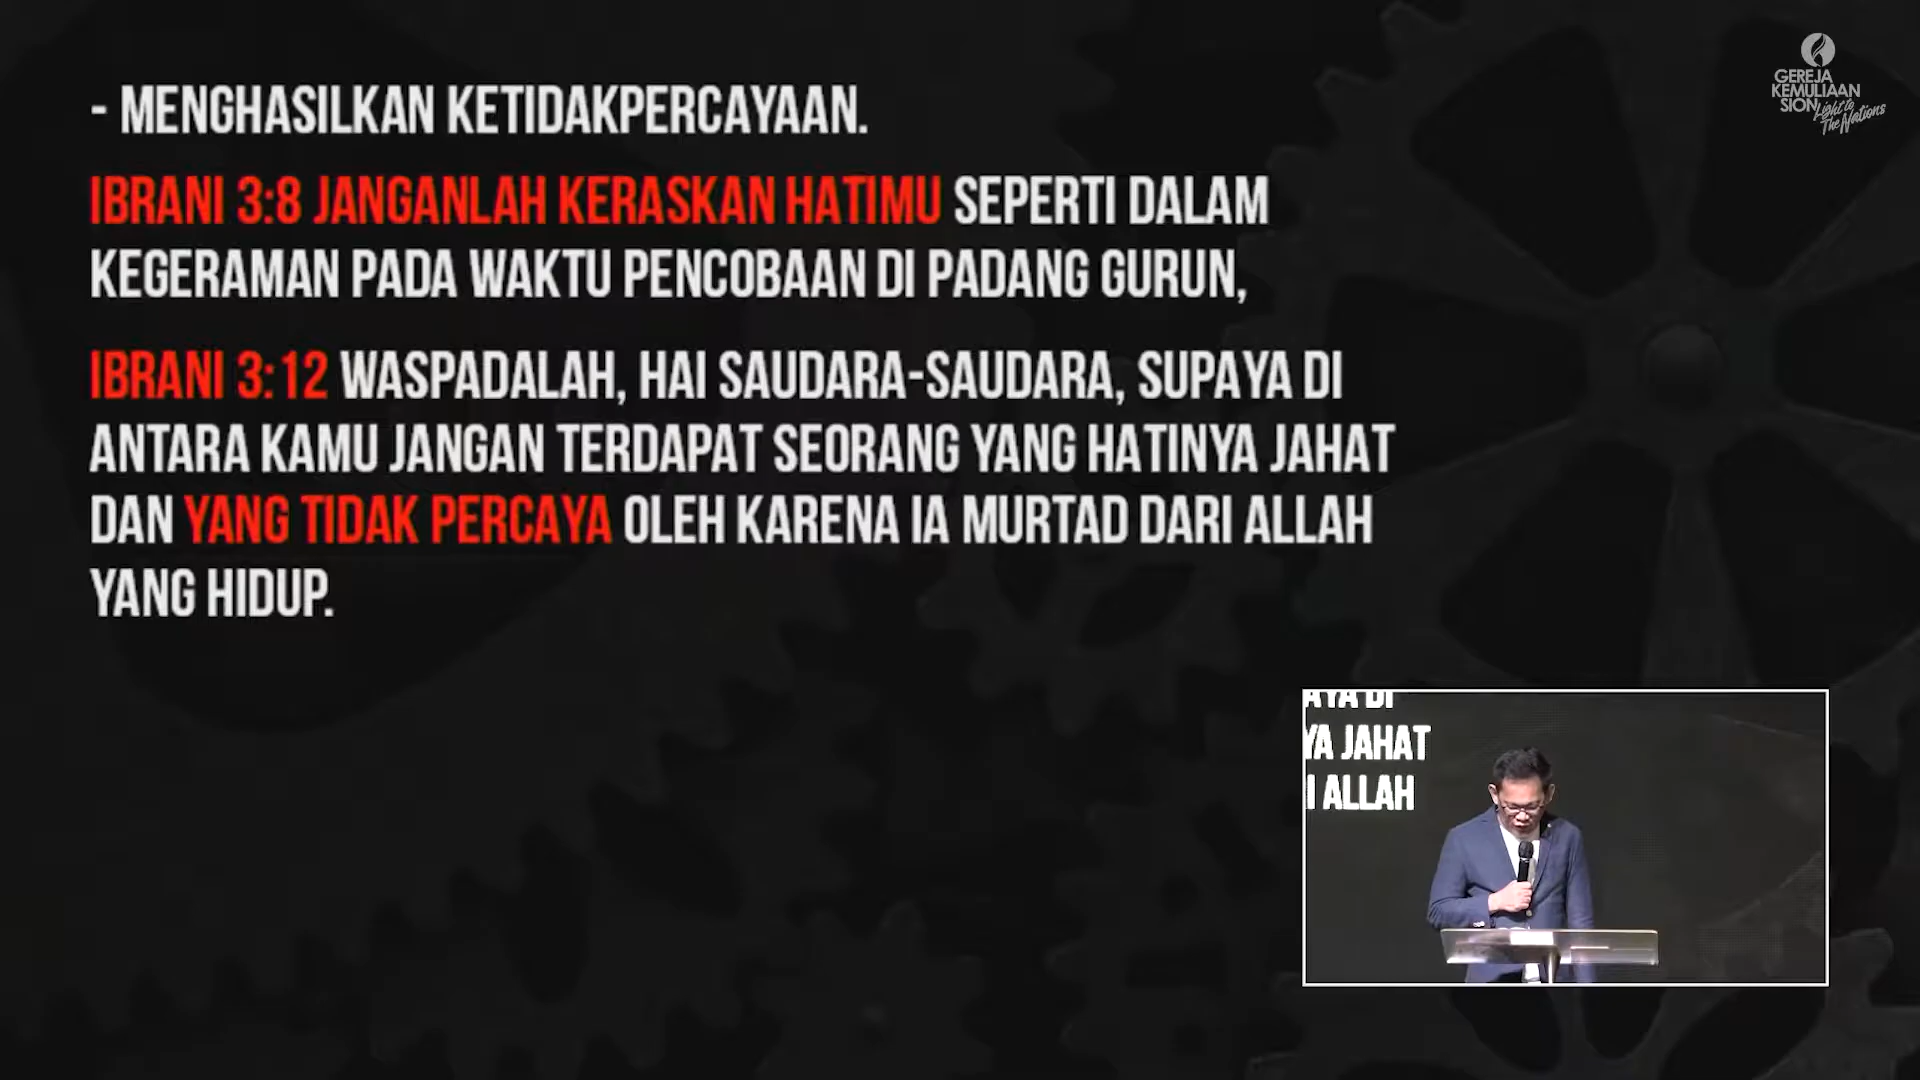 - MENGHASILKAN KETIDAKPERCAYAAN.
IBRANI 3:8 JANGANLAH KERASKAN HATIMU SEPERTI DALAM
KEGERAMAN PADA WAKTU PENCOBAAN DI PADANG GURUN,
IBRANI 3:12 WASPADALAH, HAI SAUDARA-SAUDARA, SUPAYA DI
ANTARA KAMU JANGAN TERDAPAT SEORANG YANG HATINYA JAHAT
DAN YANG TIDAK PERCAYA OLEH KARENA IA MURTAD DARI ALLAH
YANG HIDUP.
GEREJA
KEMULIAAN
SION Light to
The Nations
AYA DI
YA JAHAT
I ALLAH